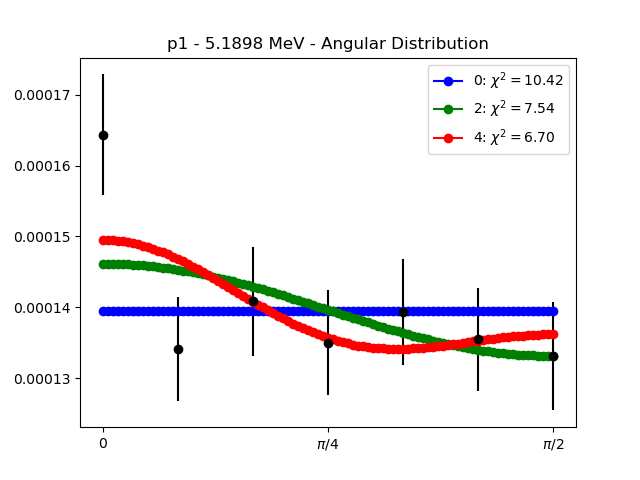 p1 - 5.1898 MeV - Angular Distribution
0: χ² = 10.42
2: χ² = 7.54
4: χ² = 6.70
0.00017
0.00016
0.00015
0.00014
0.00013
0
π/4
π/2